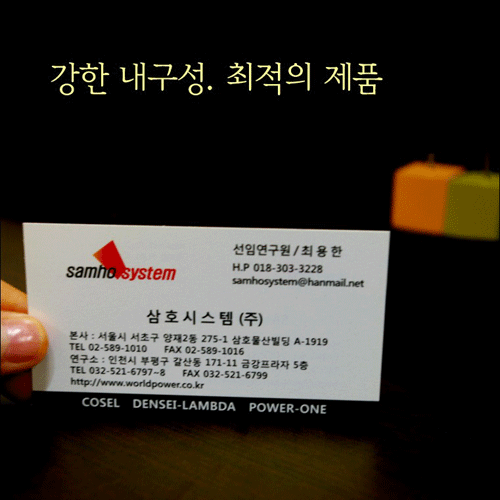 강한 내구성. 최적의 제품
samhosystem
선임연구원 / 최 용 한
H.P 018-303-3228
samhosystem@hanmail.net
삼호시스템 (주)
본사 : 서울시 서초구 양재2동 275-1 삼호물산빌딩 A-1919
TEL 02-589-1010 FAX 02-589-1016
연구소 : 인천시 부평구 갈산동 171-11 금강프라자 5층
TEL 032-521-6797~8 FAX 032-521-6799
http://www.worldpower.co.kr
COSEL DENSEI-LAMBDA POWER-ONE